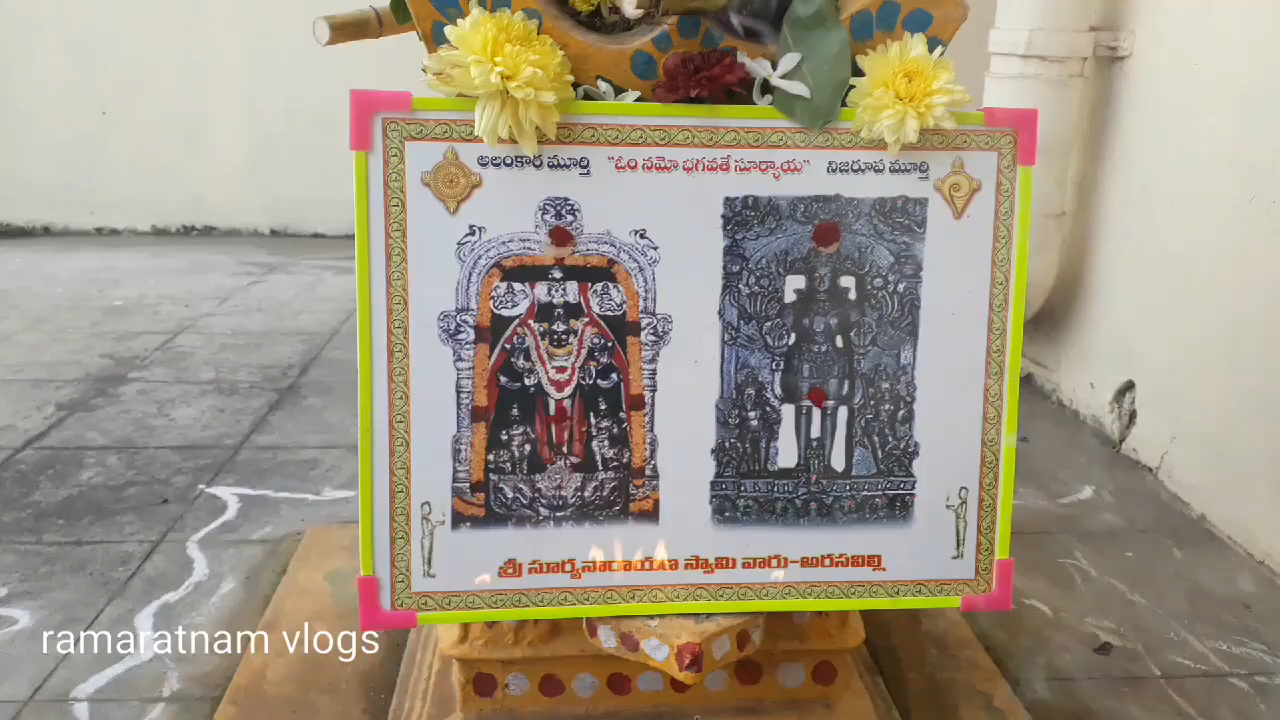 అలంకార మూర్తి "ఓం నమో భగవతే సూర్యాయ" నిజరూప మూర్తి
శ్రీ సూర్యనారాయణ స్వామి వారు-అరసవిల్లి
ramaratnam vlogs